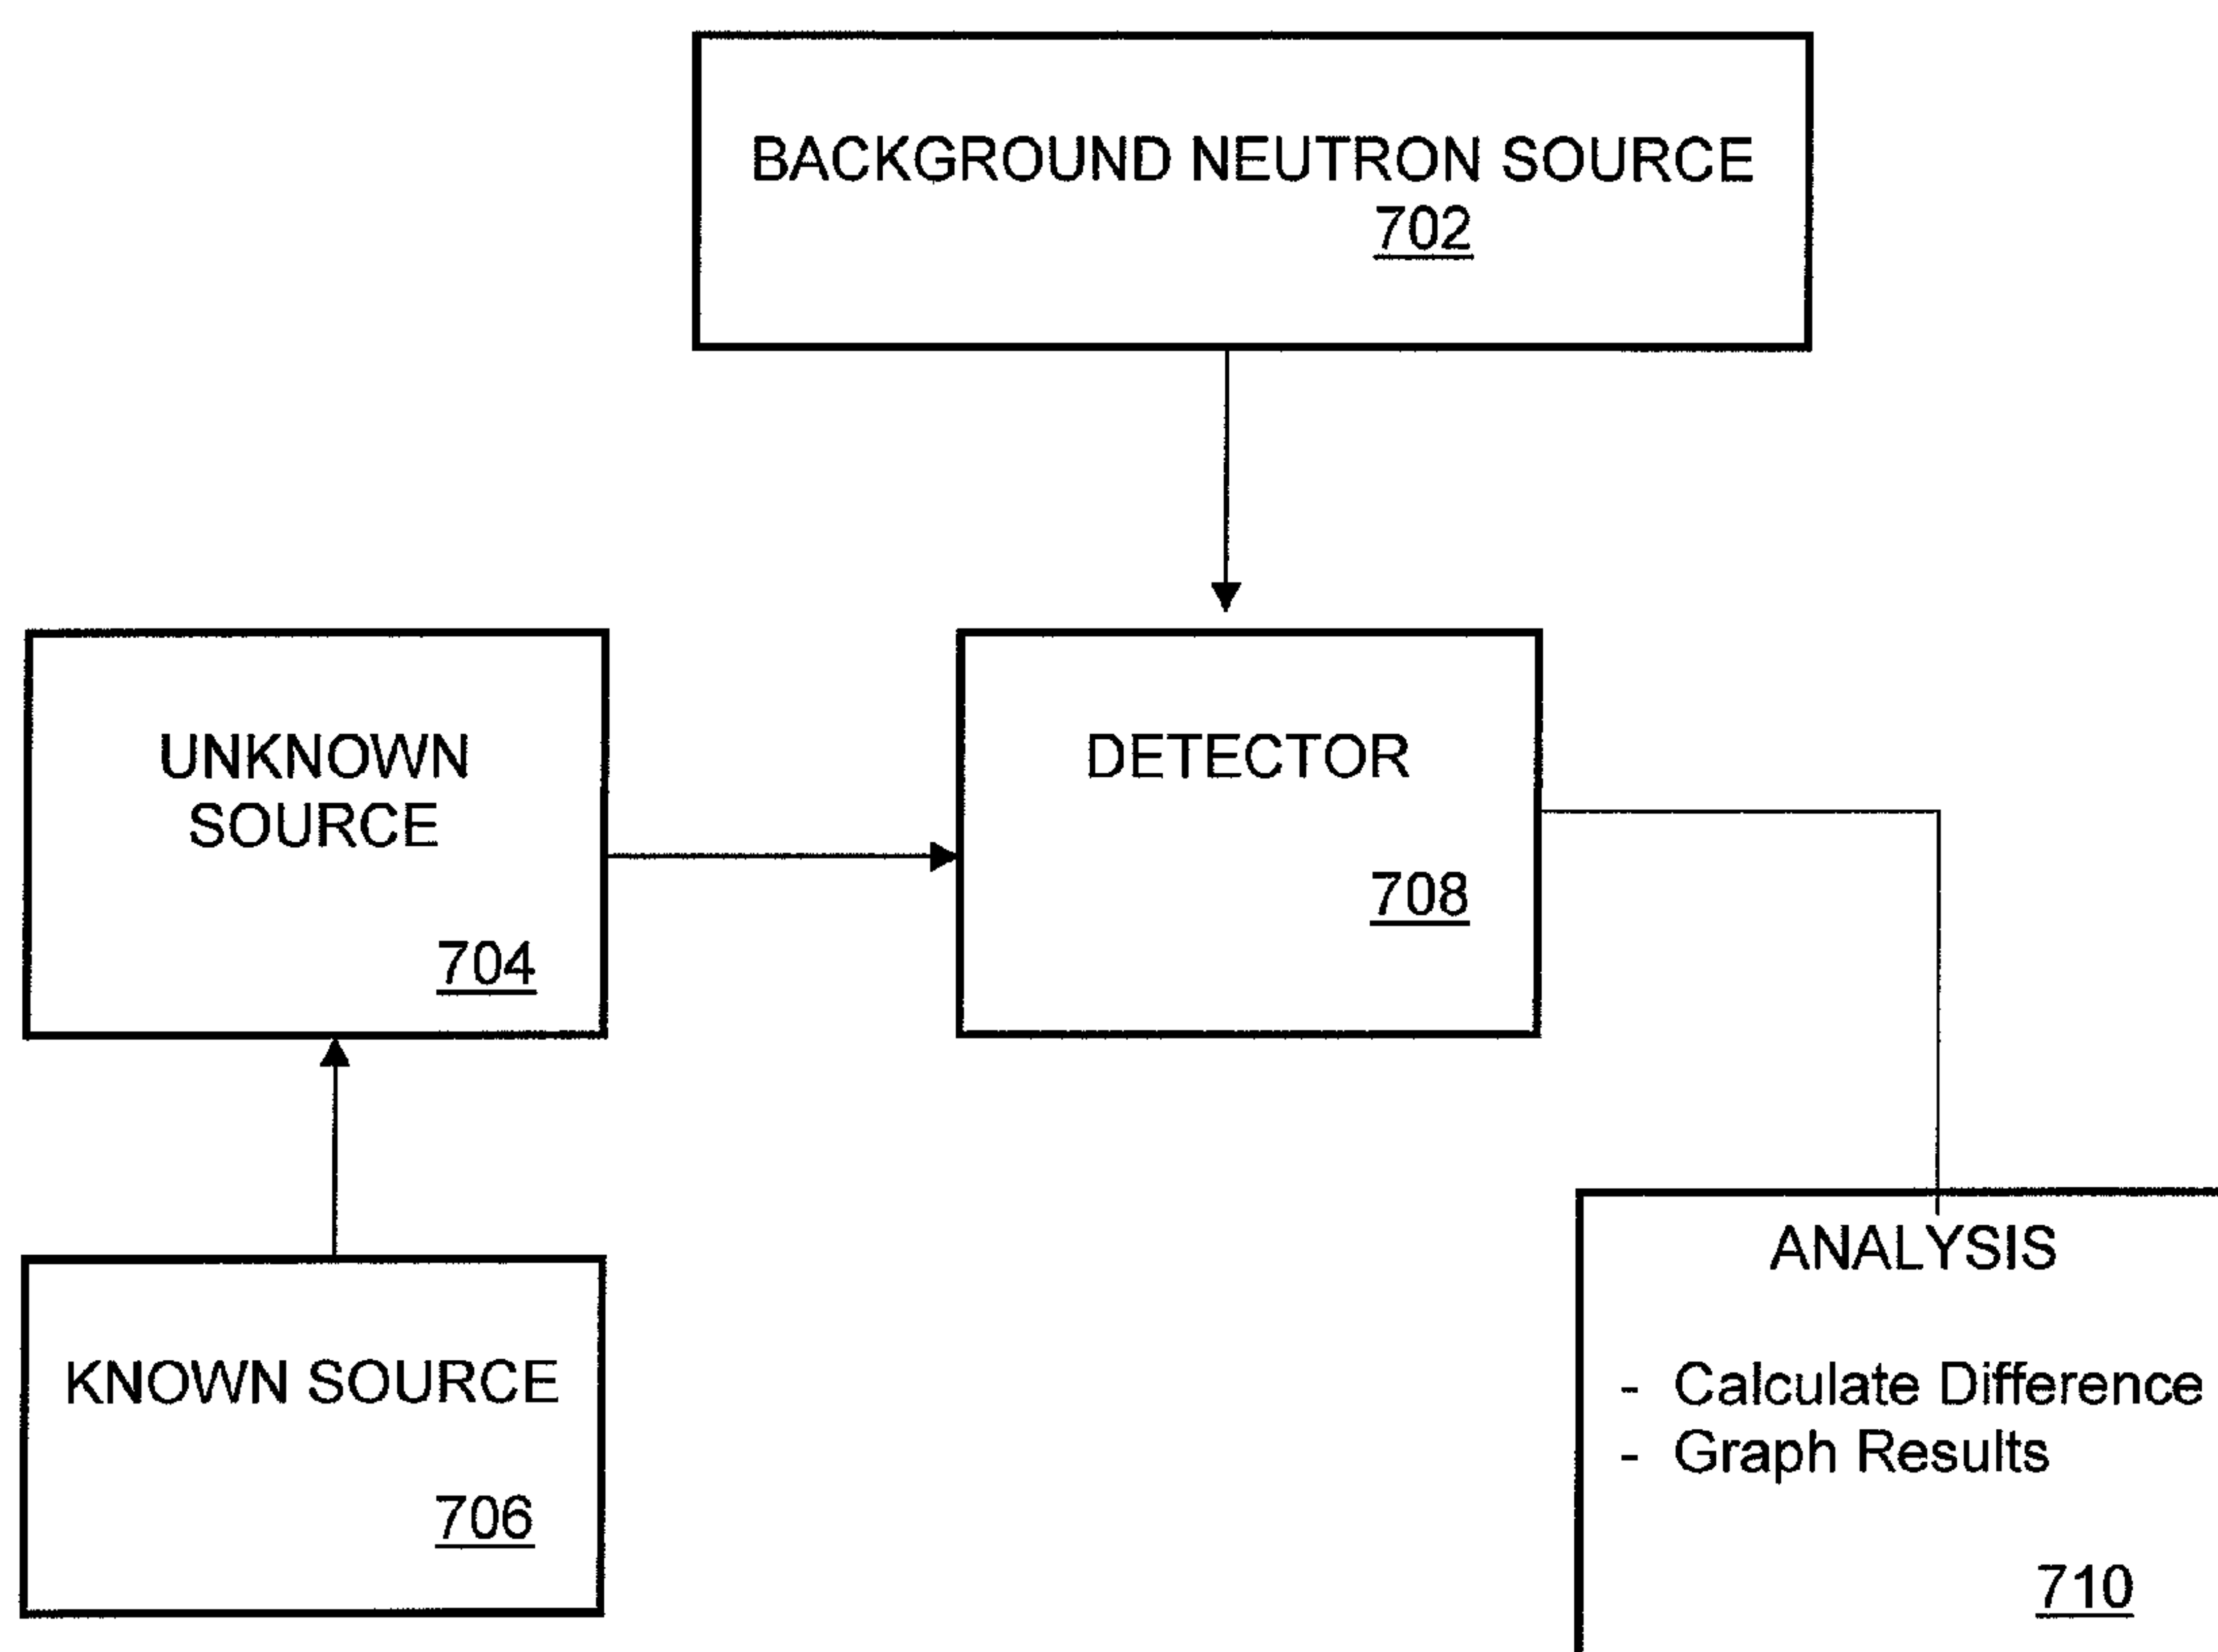 BACKGROUND NEUTRON SOURCE
702
UNKNOWN
SOURCE
704
DETECTOR
708
KNOWN SOURCE
706
ANALYSIS
- Calculate Difference
- Graph Results
710